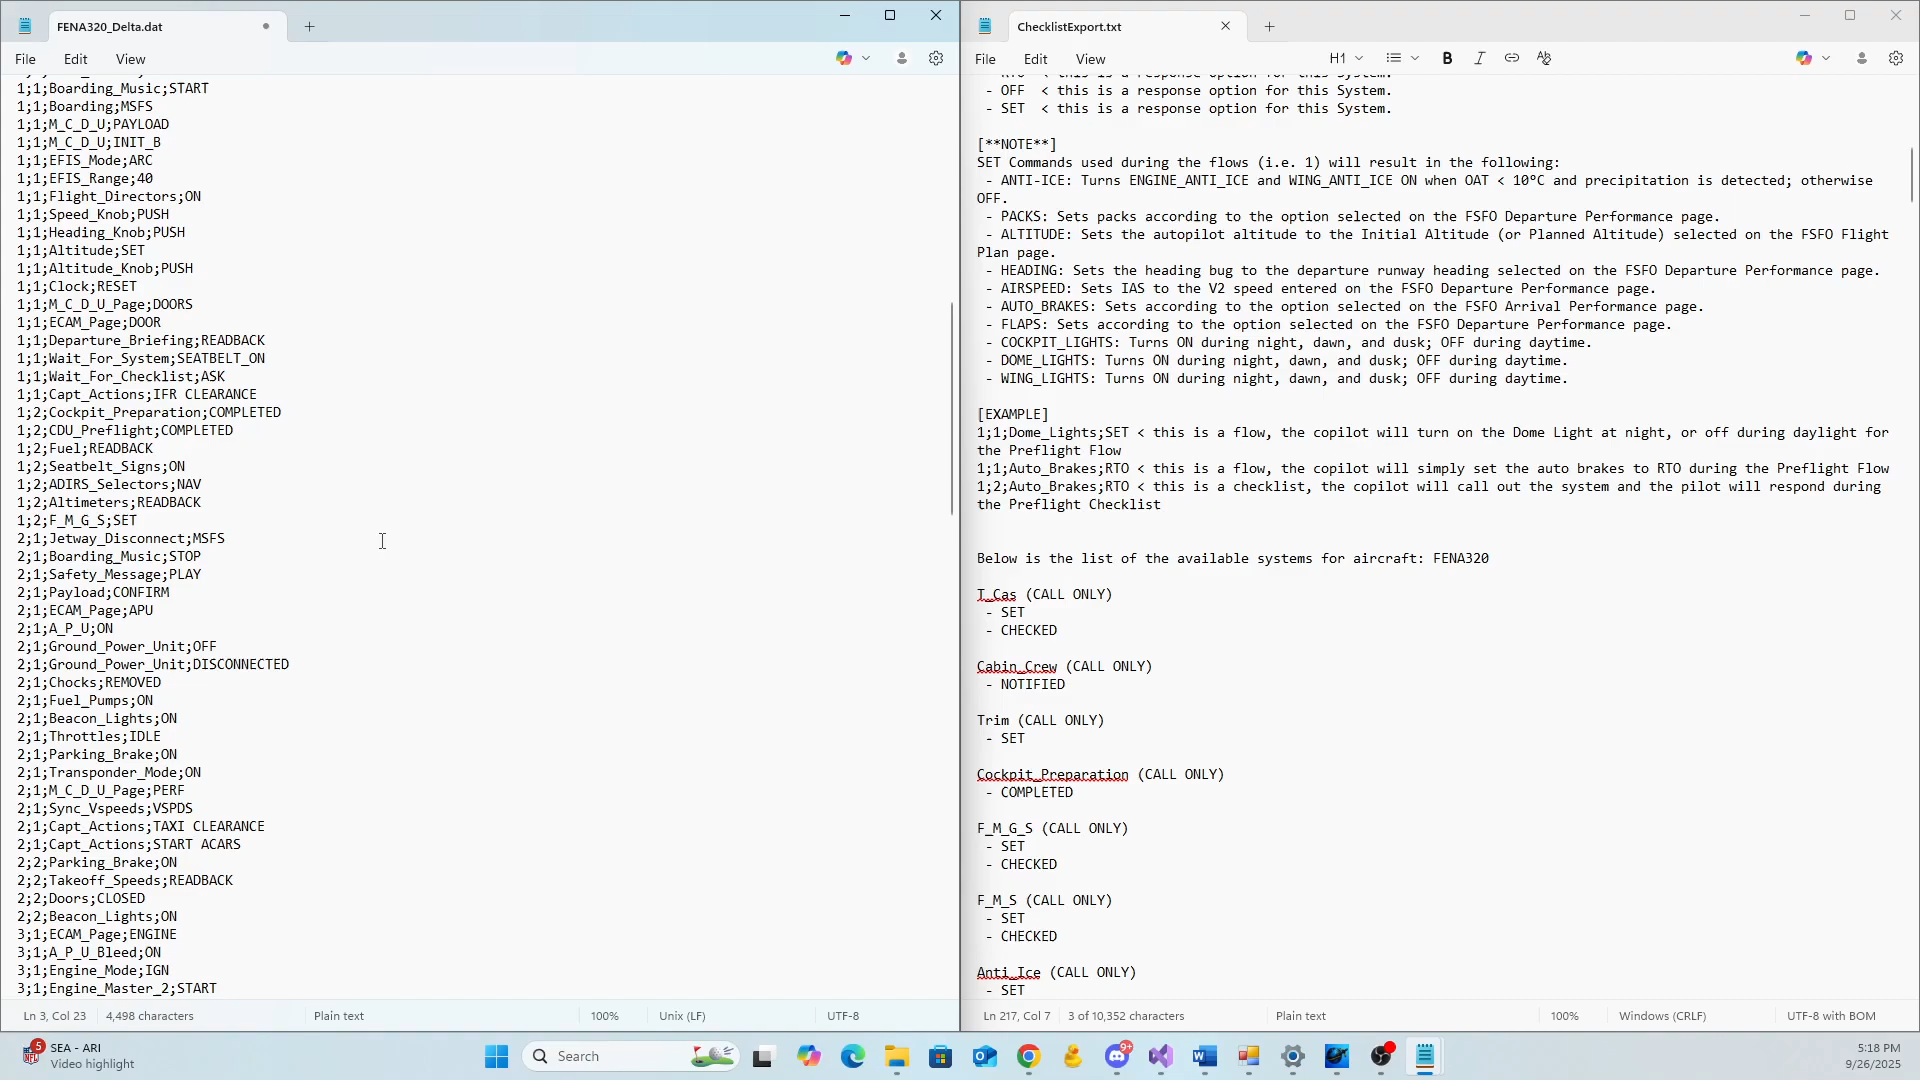 FENA320_Delta.dat
File
Edit
View
1;1;Boarding_Music;START
1;1;Boarding;MSFS
1;1;M_C_D_U;PAYLOAD
1;1;M_C_D_U;INIT_B
1;1;EFIS_Mode;ARC
1;1;EFIS_Range;40
1;1;Flight_Directors;ON
1;1;Speed_Knob;PUSH
1;1;Heading_Knob;PUSH
1;1;Altitude;SET
1;1;Altitude_Knob;PUSH
1;1;Clock;RESET
1;1;M_C_D_U_Page;DOORS
1;1;ECAM_Page;DOOR
1;1;Departure_Briefing;READBACK
1;1;Wait_For_System;SEATBELT_ON
1;1;Wait_For_Checklist;ASK
1;1;Capt_Actions;IFR CLEARANCE
1;2;Cockpit_Preparation;COMPLETED
1;2;CDU_Preflight;COMPLETED
1;2;Fuel;READBACK
1;2;Seatbelt_Signs;ON
1;2;ADIRS_Selectors;NAV
1;2;Altimeters;READBACK
1;2;F_M_G_S;SET
2;1;Jetway_Disconnect;MSFS
2;1;Boarding_Music;STOP
2;1;Safety_Message;PLAY
2;1;Payload;CONFIRM
2;1;ECAM_Page;APU
2;1;A_P_U;ON
2;1;Ground_Power_Unit;OFF
2;1;Ground_Power_Unit;DISCONNECTED
2;1;Chocks;REMOVED
2;1;Fuel_Pumps;ON
2;1;Beacon_Lights;ON
2;1;Throttles;IDLE
2;1;Parking_Brake;ON
2;1;Transponder_Mode;ON
2;1;M_C_D_U_Page;PERF
2;1;Sync_Vspeeds;VSPDS
2;1;Capt_Actions;TAXI CLEARANCE
2;1;Capt_Actions;START ACARS
2;2;Parking_Brake;ON
2;2;Takeoff_Speeds;READBACK
2;2;Doors;CLOSED
2;2;Beacon_Lights;ON
3;1;ECAM_Page;ENGINE
3;1;A_P_U_Bleed;ON
3;1;Engine_Mode;IGN
3;1;Engine_Master_2;START
Ln 3, Col 23
4,498 characters
Plain text
100%
Unix (LF)
UTF-8
ChecklistExport.txt
File
Edit
View
H1
B
I
- RTO < this is a response option for this System.
- OFF  < this is a response option for this System.
- SET  < this is a response option for this System.
[**NOTE**]
SET Commands used during the flows (i.e. 1) will result in the following:
- ANTI-ICE: Turns ENGINE_ANTI_ICE and WING_ANTI_ICE ON when OAT < 10°C and precipitation is detected; otherwise
OFF.
- PACKS: Sets packs according to the option selected on the FSFO Departure Performance page.
- ALTITUDE: Sets the autopilot altitude to the Initial Altitude (or Planned Altitude) selected on the FSFO Flight
Plan page.
- HEADING: Sets the heading bug to the departure runway heading selected on the FSFO Departure Performance page.
- AIRSPEED: Sets IAS to the V2 speed entered on the FSFO Departure Performance page.
- AUTO_BRAKES: Sets according to the option selected on the FSFO Arrival Performance page.
- FLAPS: Sets according to the option selected on the FSFO Departure Performance page.
- COCKPIT_LIGHTS: Turns ON during night, dawn, and dusk; OFF during daytime.
- DOME_LIGHTS: Turns ON during night, dawn, and dusk; OFF during daytime.
- WING_LIGHTS: Turns ON during night, dawn, and dusk; OFF during daytime.
[EXAMPLE]
1;1;Dome_Lights;SET < this is a flow, the copilot will turn on the Dome Light at night, or off during daylight for
the Preflight Flow
1;1;Auto_Brakes;RTO < this is a flow, the copilot will simply set the auto brakes to RTO during the Preflight Flow
1;2;Auto_Brakes;RTO < this is a checklist, the copilot will call out the system and the pilot will respond during
the Preflight Checklist
Below is the list of the available systems for aircraft: FENA320
T_Cas (CALL ONLY)
- SET
- CHECKED
Cabin_Crew (CALL ONLY)
- NOTIFIED
Trim (CALL ONLY)
- SET
Cockpit_Preparation (CALL ONLY)
- COMPLETED
F_M_G_S (CALL ONLY)
- SET
- CHECKED
F_M_S (CALL ONLY)
- SET
- CHECKED
Anti_Ice (CALL ONLY)
- SET
Ln 217, Col 7
3 of 10,352 characters
Plain text
100%
Windows (CRLF)
UTF-8 with BOM
5
SEA - ARI
Video highlight
Search
9+
5:18 PM
9/26/2025